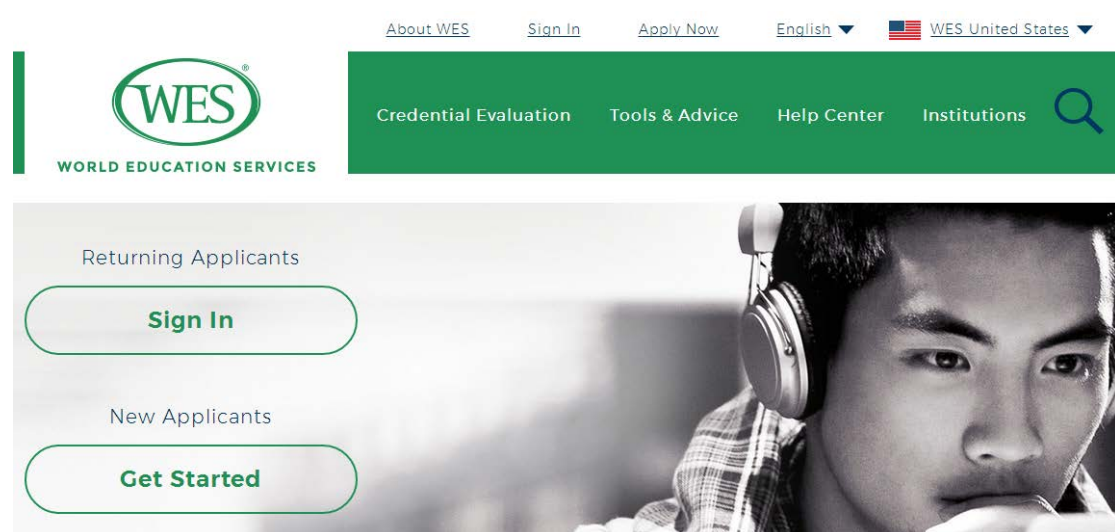 About WES Sign In Apply Now English WES United States
WES®
WORLD EDUCATION SERVICES
Credential Evaluation Tools & Advice Help Center Institutions
Returning Applicants
Sign In
New Applicants
Get Started